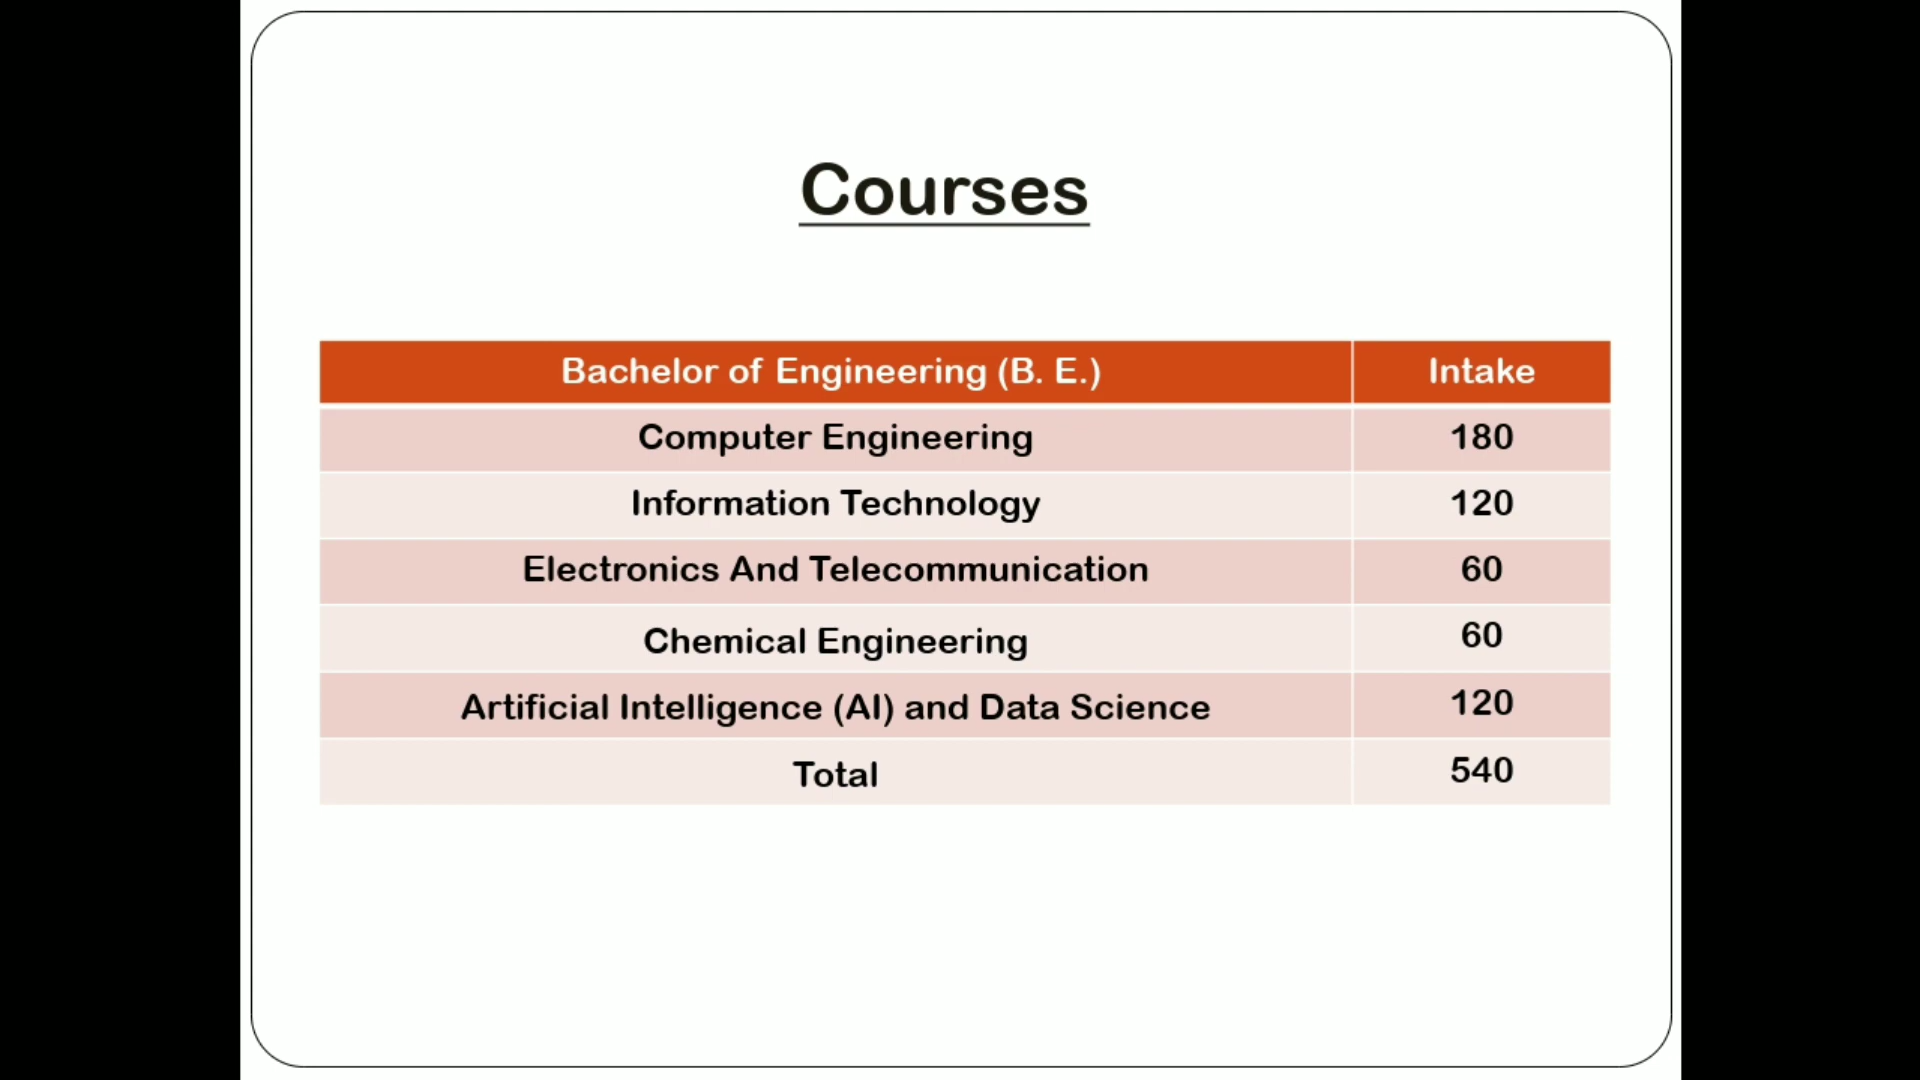 Courses
Bachelor of Engineering (B. E.) Intake
Computer Engineering 180
Information Technology 120
Electronics And Telecommunication 60
Chemical Engineering 60
Artificial Intelligence (AI) and Data Science 120
Total 540